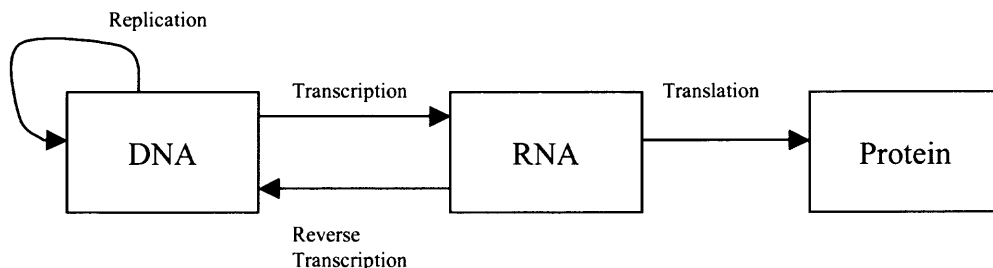 Replication
Transcription
Translation
DNA
RNA
Protein
Reverse
Transcription